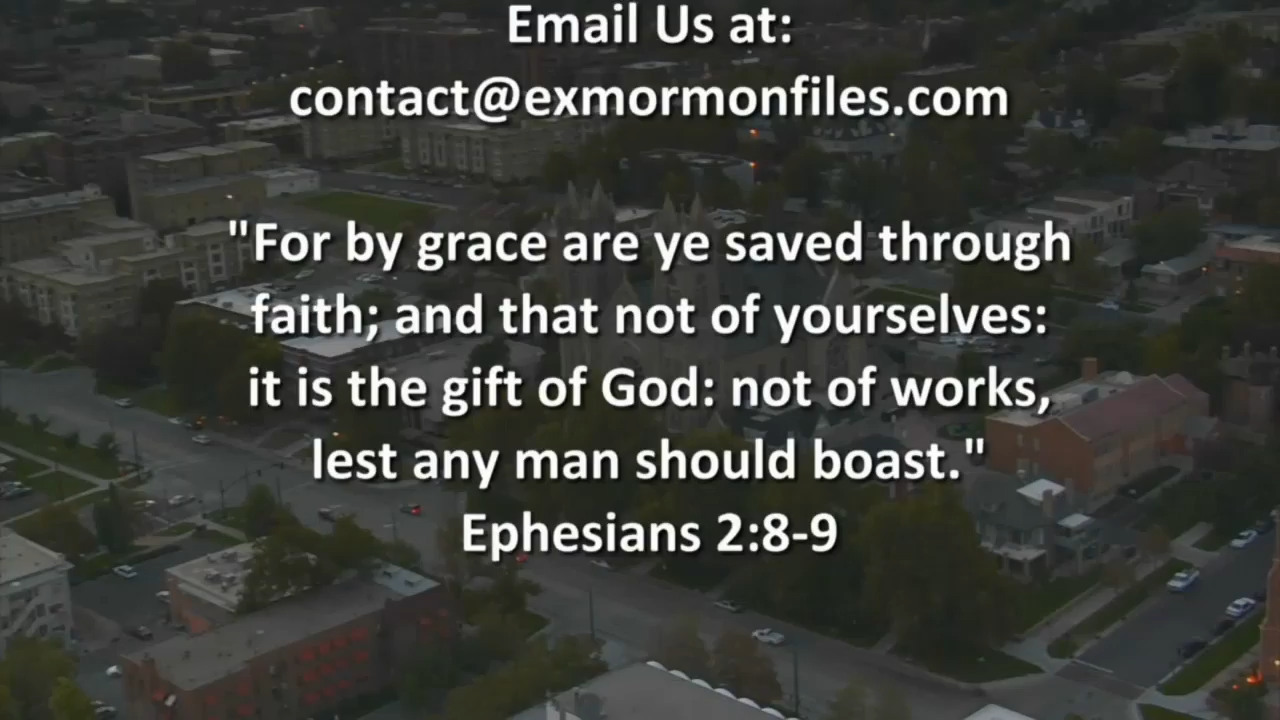 Email Us at:
contact@exmormonfiles.com
"For by grace are ye saved through
faith; and that not of yourselves:
it is the gift of God: not of works,
lest any man should boast."
Ephesians 2:8-9